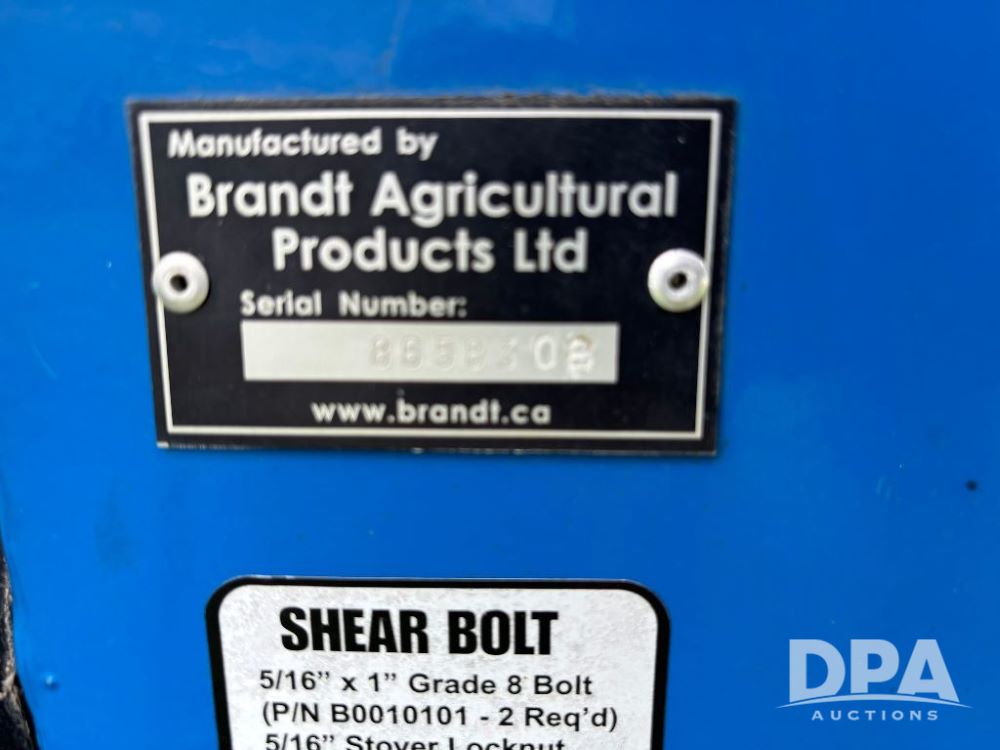 Manufactured by
Brandt Agricultural
Products Ltd
Serial Number:
www.brandt.ca
SHEAR BOLT
5/16” x 1” Grade 8 Bolt
(P/N B0010101 - 2 Req’d)
5/16” Stover Locknut
DPA
AUCTIONS